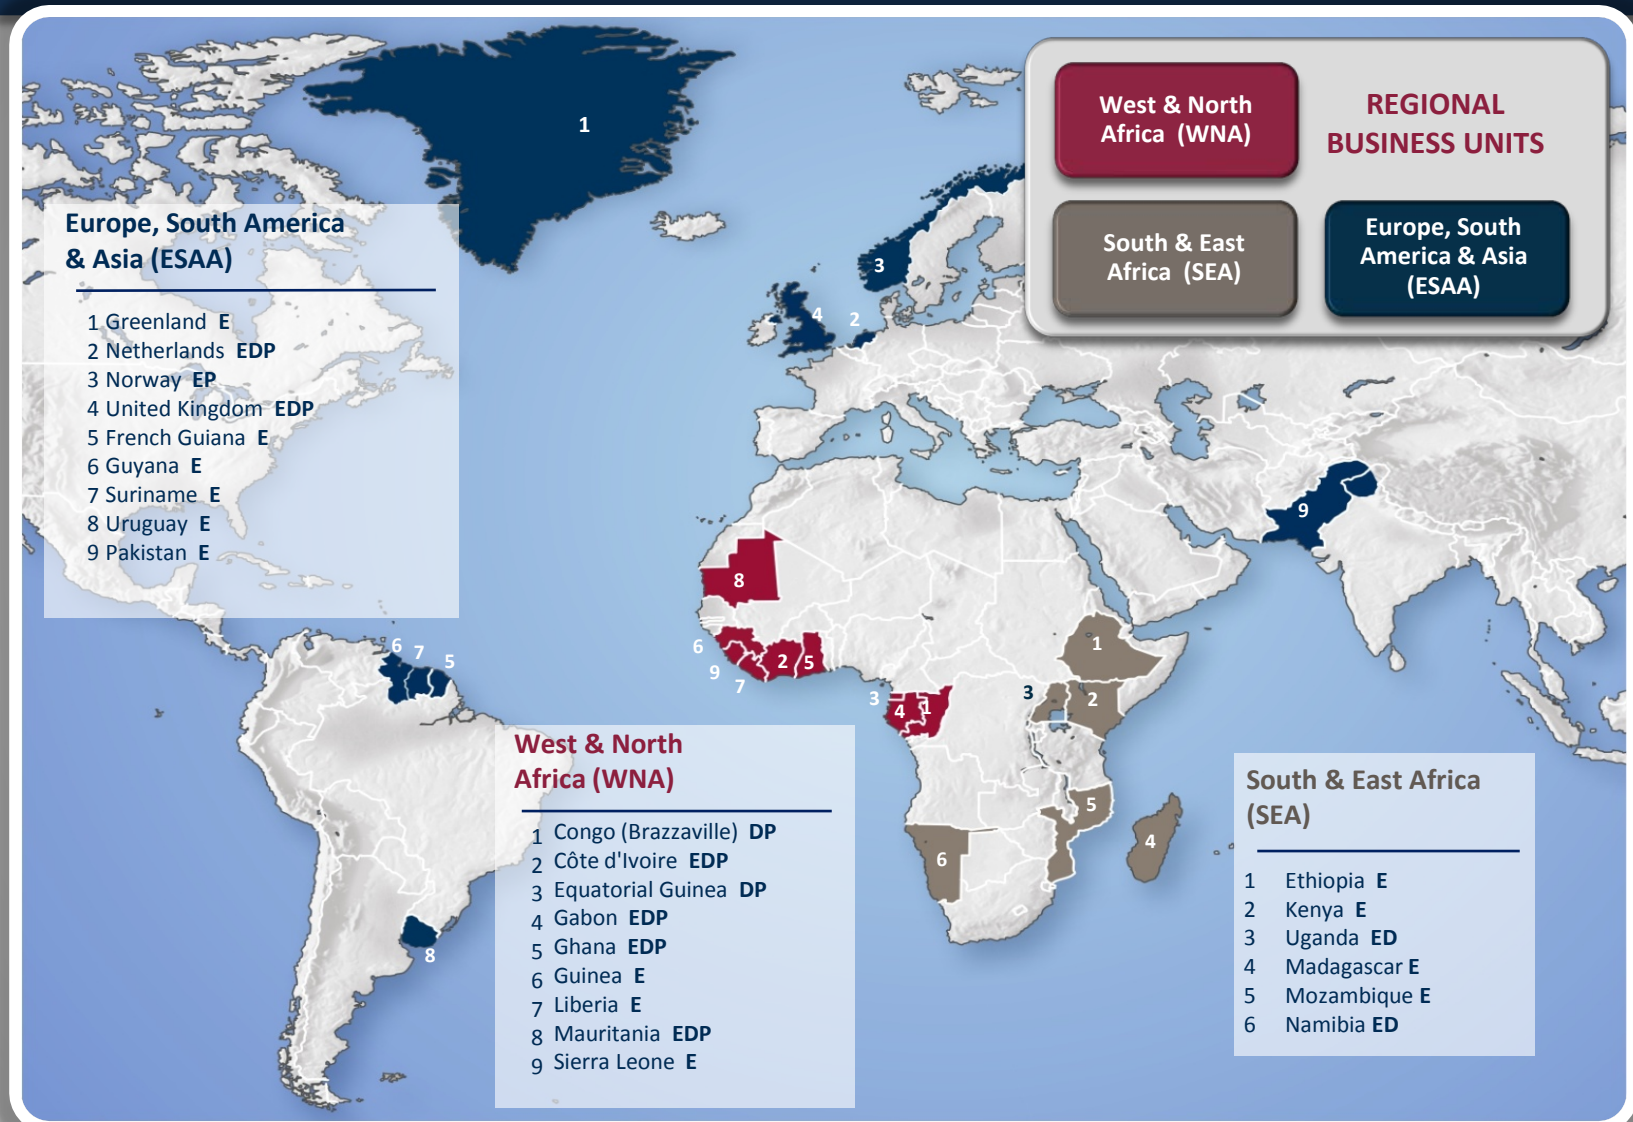 West & North
Africa (WNA)
REGIONAL
BUSINESS UNITS
South & East
Africa (SEA)
Europe, South
America & Asia
(ESAA)
Europe, South America
& Asia (ESAA)
1 Greenland E
2 Netherlands EDP
3 Norway EP
4 United Kingdom EDP
5 French Guiana E
6 Guyana E
7 Suriname E
8 Uruguay E
9 Pakistan E
1
3
4
2
9
8
6
9
7
2
5
3
4
1
1
3
2
5
4
6
6
7
5
8
West & North
Africa (WNA)
1 Congo (Brazzaville) DP
2 Côte d'Ivoire EDP
3 Equatorial Guinea DP
4 Gabon EDP
5 Ghana EDP
6 Guinea E
7 Liberia E
8 Mauritania EDP
9 Sierra Leone E
South & East Africa
(SEA)
1 Ethiopia E
2 Kenya E
3 Uganda ED
4 Madagascar E
5 Mozambique E
6 Namibia ED